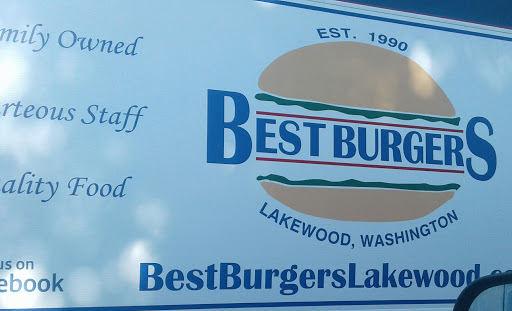 EST. 1990
mily Owned
BEST BURGERS
rteous Staff
ality Food
LAKEWOOD, WASHINGTON
us on
ebook
BestBurgersLakewood.c